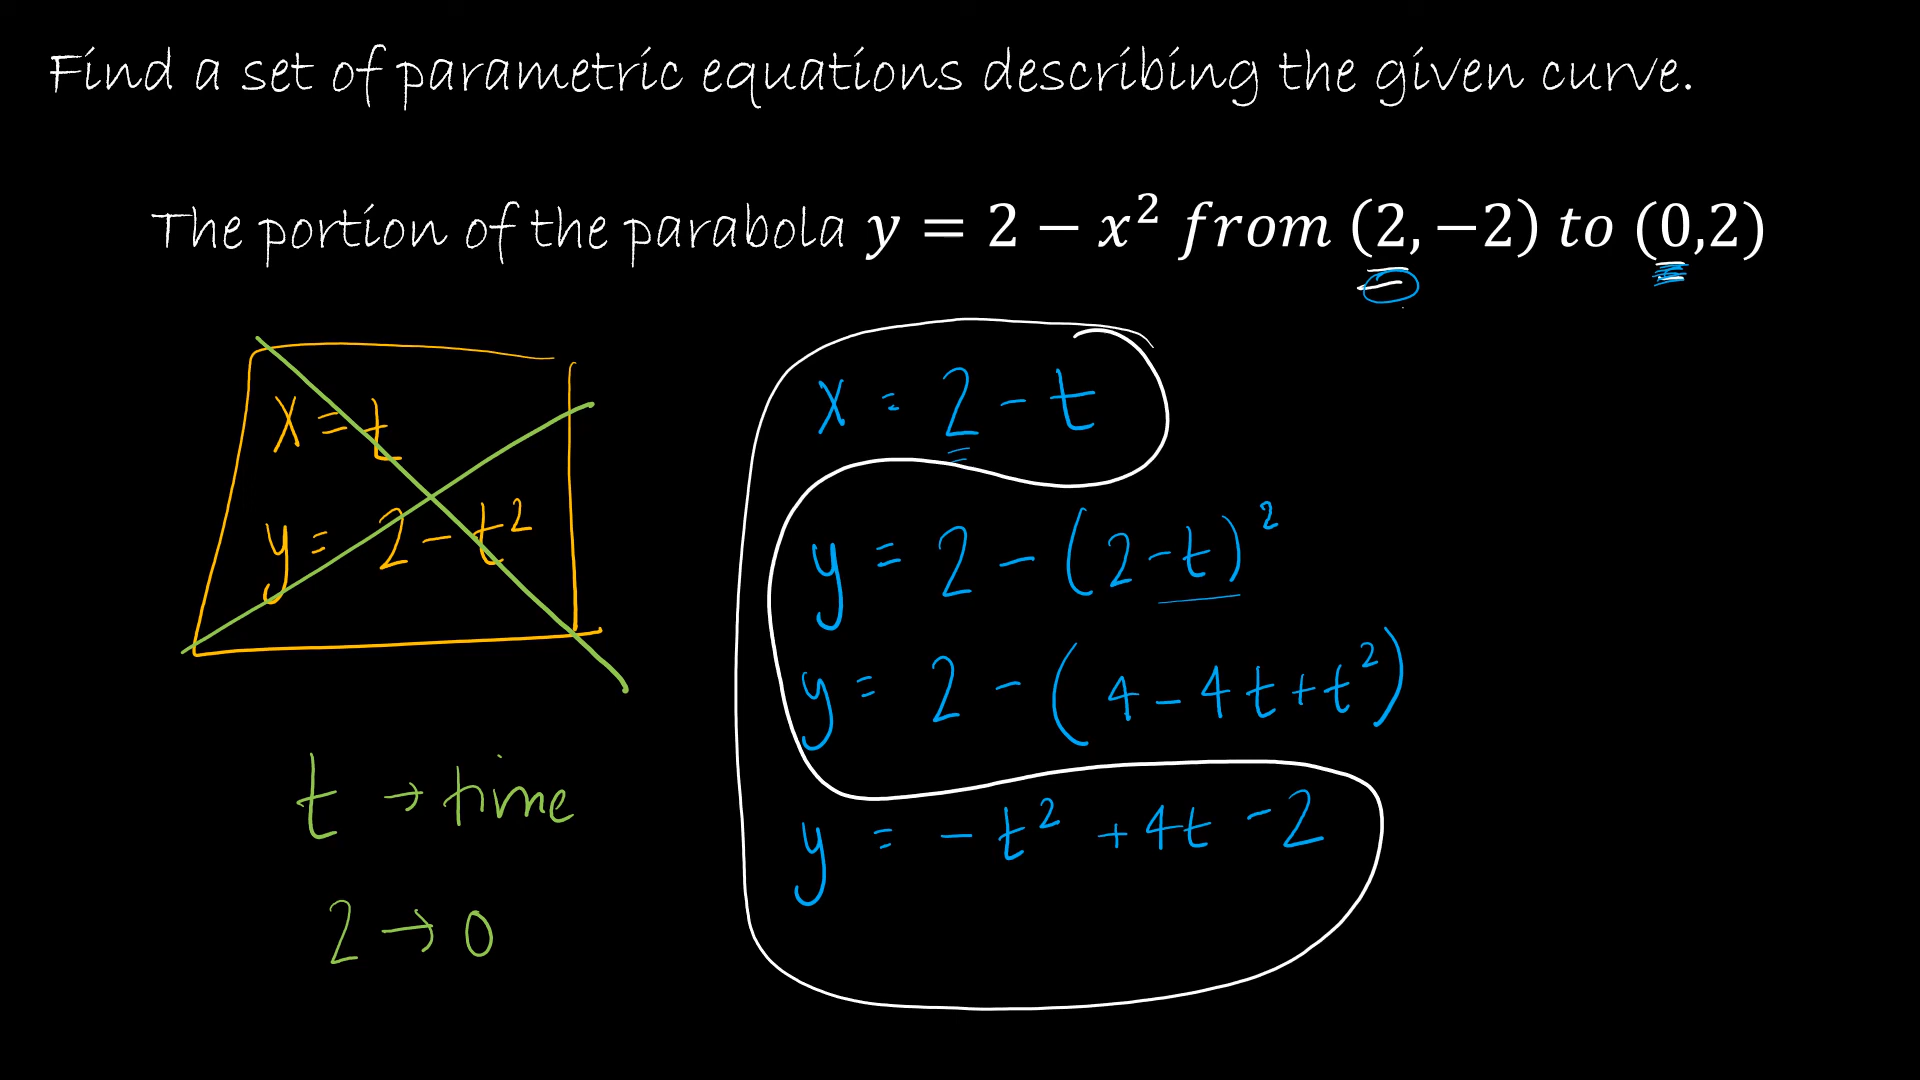 Find a set of parametric equations describing the given curve.
The portion of the parabola y = 2 − x² from (2,−2) to (0,2)
x = t
y = 2 - t²
t → time
2 → 0
x = 2 - t
y = 2 - (2-t)²
y = 2 - (4 - 4t + t²)
y = - t² + 4t - 2